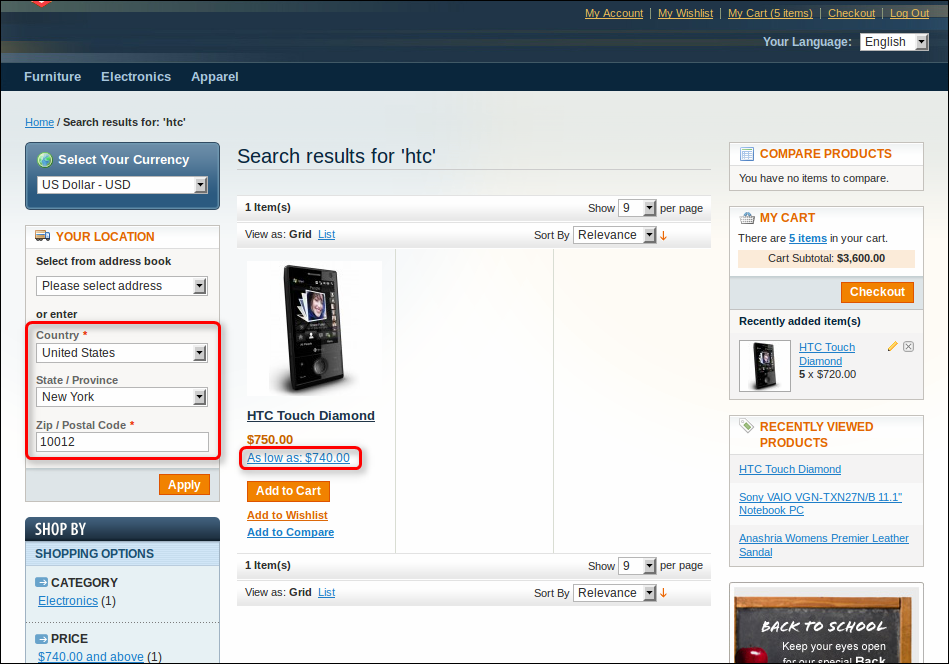 My Account | My Wishlist | My Cart (5 items) | Checkout | Log Out
Your Language: English
Furniture Electronics Apparel
Home / Search results for: 'htc'
Select Your Currency
US Dollar - USD
YOUR LOCATION
Select from address book
Please select address
or enter
Country *
United States
State / Province
New York
Zip / Postal Code *
10012
Apply
SHOP BY
SHOPPING OPTIONS
CATEGORY
Electronics (1)
PRICE
$740.00 and above (1)
Search results for 'htc'
1 Item(s)
Show 9 per page
View as: Grid List
Sort By Relevance
HTC Touch Diamond
$750.00
As low as: $740.00
Add to Cart
Add to Wishlist
Add to Compare
1 Item(s)
Show 9 per page
View as: Grid List
Sort By Relevance
COMPARE PRODUCTS
You have no items to compare.
MY CART
There are 5 items in your cart.
Cart Subtotal: $3,600.00
Checkout
Recently added item(s)
HTC Touch
Diamond
5 x $720.00
RECENTLY VIEWED
PRODUCTS
HTC Touch Diamond
Sony VAIO VGN-TXN27N/B 11.1"
Notebook PC
Anashria Womens Premier Leather
Sandal
BACK TO SCHOOL
Keep your eyes open
for our special Back